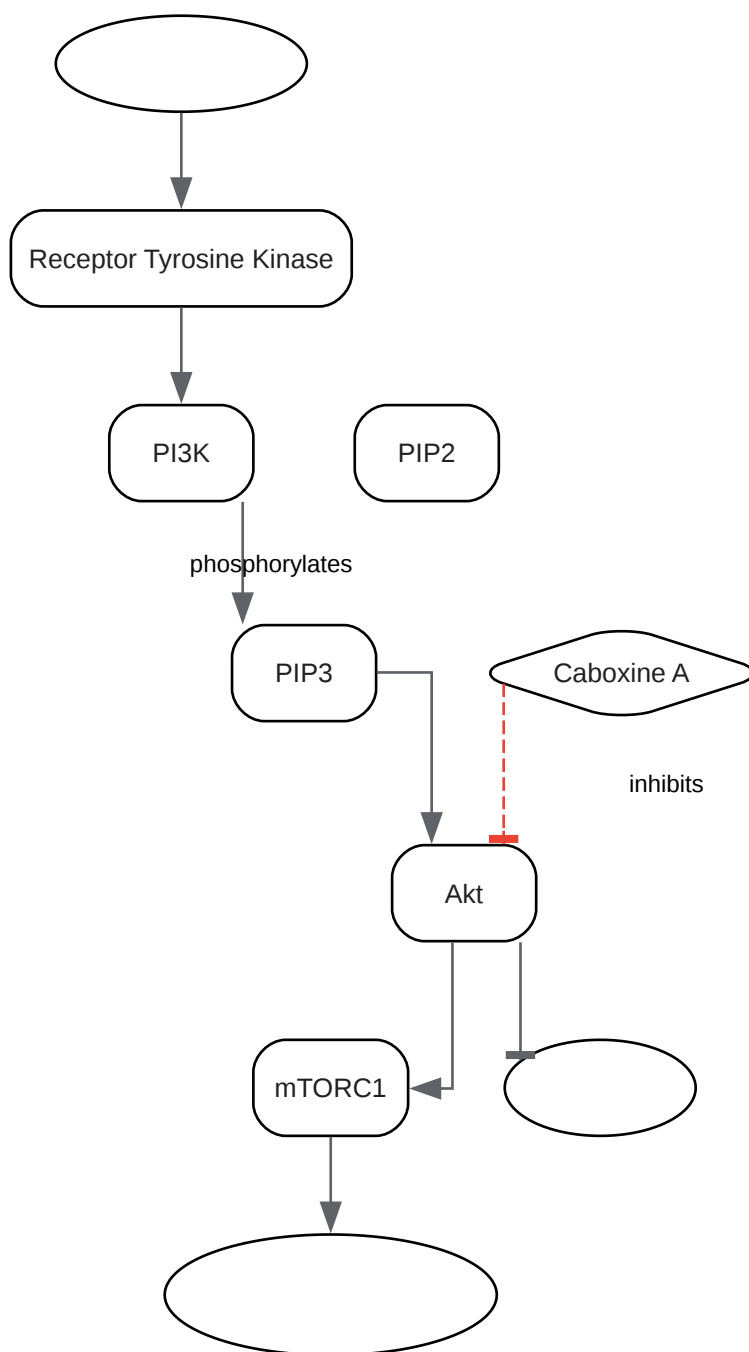 Receptor Tyrosine Kinase
PI3K
PIP2
phosphorylates
PIP3
Caboxine A
inhibits
Akt
mTORC1